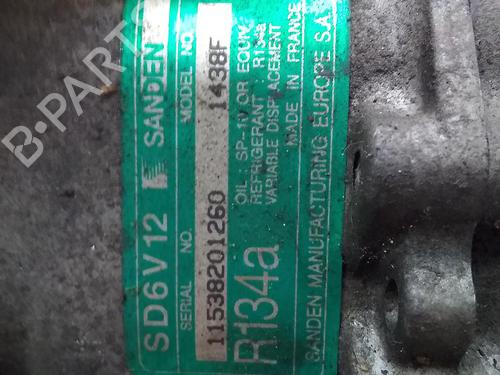 SD6V12 SANDEN
SERIAL NO. MODEL NO.
11538201260 1438F
R134a
OIL : SP-10 OR EQUIV.
REFRIGERANT : R134a
VARIABLE DISPLACEMENT
MADE IN FRANCE
SANDEN MANUFACTURING EUROPE S.A.
B-PARTS